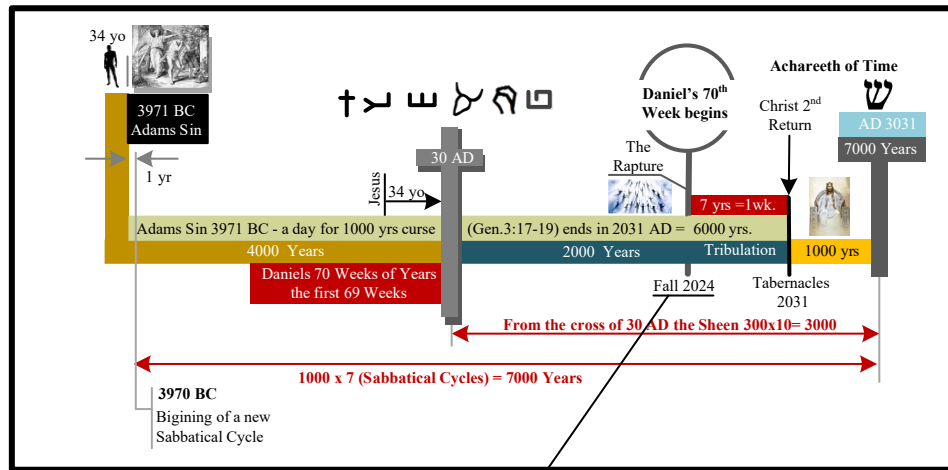 34 yo
3971 BC
Adams Sin
1 yr
Jesus
34 yo
30 AD
Daniel's 70th
Week begins
The
Rapture
Achareeth of Time
Christ 2nd
Return
ש
AD 3031
7000 Years
7 yrs =1wk.
Adams Sin 3971 BC - a day for 1000 yrs curse (Gen.3:17-19) ends in 2031 AD = 6000 yrs.
4000 Years
2000 Years
Tribulation
1000 yrs
Daniels 70 Weeks of Years
the first 69 Weeks
Fall 2024
Tabernacles
2031
From the cross of 30 AD the Sheen 300x10= 3000
1000 x 7 (Sabbatical Cycles) = 7000 Years
3970 BC
Bigining of a new
Sabbatical Cycle